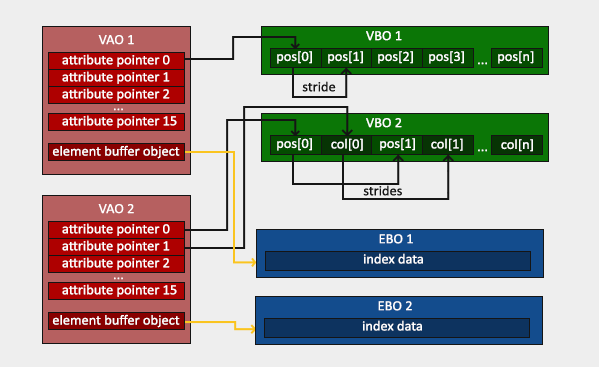 VAO 1
attribute pointer 0
attribute pointer 1
attribute pointer 2
...
attribute pointer 15
element buffer object
VBO 1
pos[0] pos[1] pos[2] pos[3] ... pos[n]
stride
VBO 2
pos[0] col[0] pos[1] col[1] ... col[n]
strides
VAO 2
attribute pointer 0
attribute pointer 1
attribute pointer 2
...
attribute pointer 15
element buffer object
EBO 1
index data
EBO 2
index data